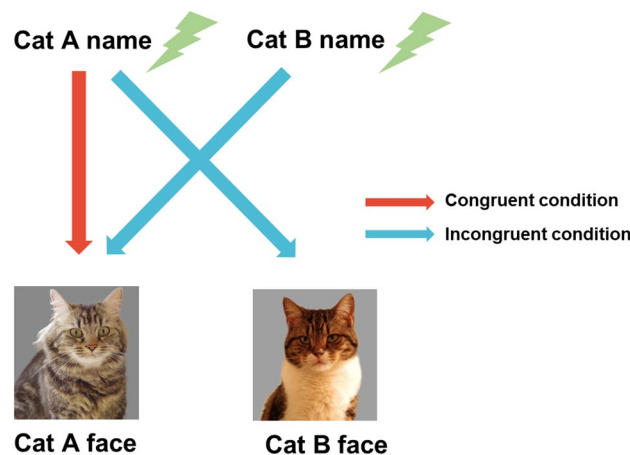 Cat A name
Cat B name
Congruent condition
Incongruent condition
Cat A face
Cat B face